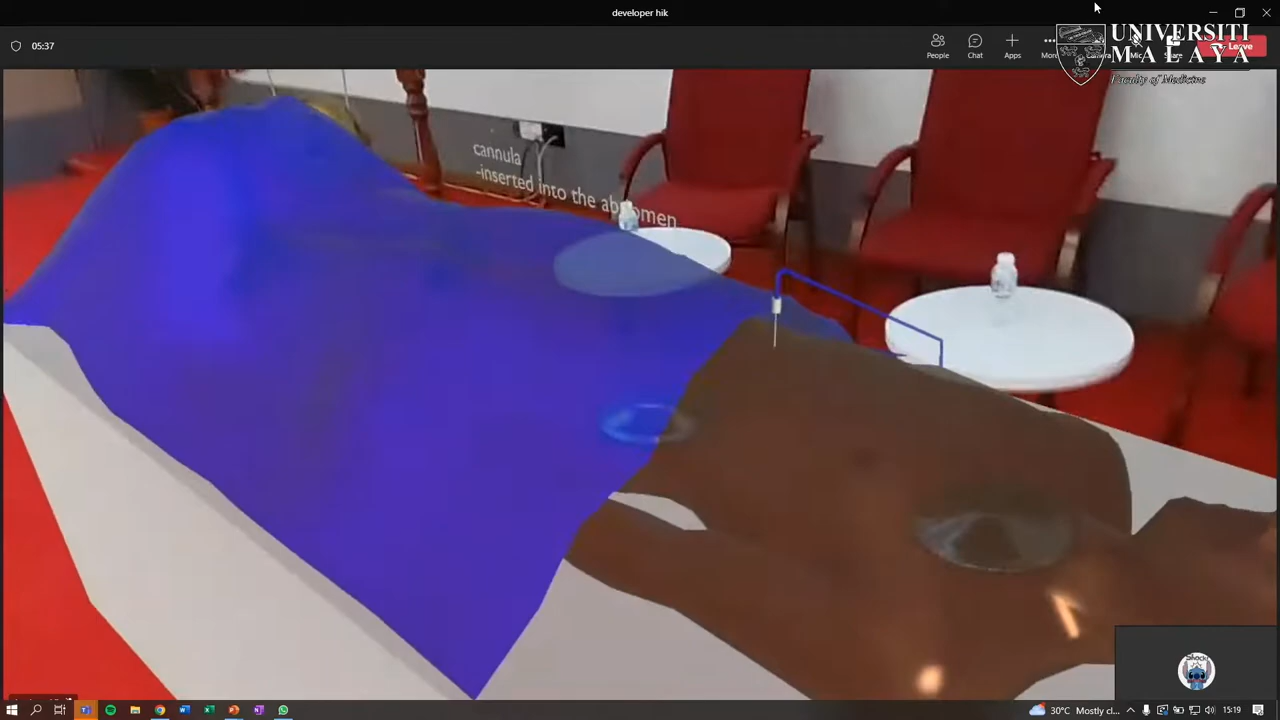 developer hik
05:37
People
Chat
Apps
More
Camera
Mic
Share
Leave
UNIVERSITI
MALAYA
Faculty of Medicine
cannula
-inserted into the abdomen
30°C Mostly cl...
15:19